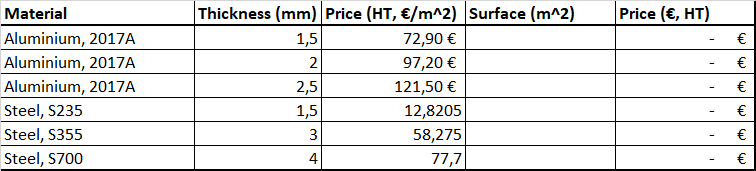 Material Thickness (mm) Price (HT, €/m^2) Surface (m^2) Price (€, HT)
Aluminium, 2017A 1,5 72,90 € - €
Aluminium, 2017A 2 97,20 € - €
Aluminium, 2017A 2,5 121,50 € - €
Steel, S235 1,5 12,8205 - €
Steel, S355 3 58,275 - €
Steel, S700 4 77,7 - €